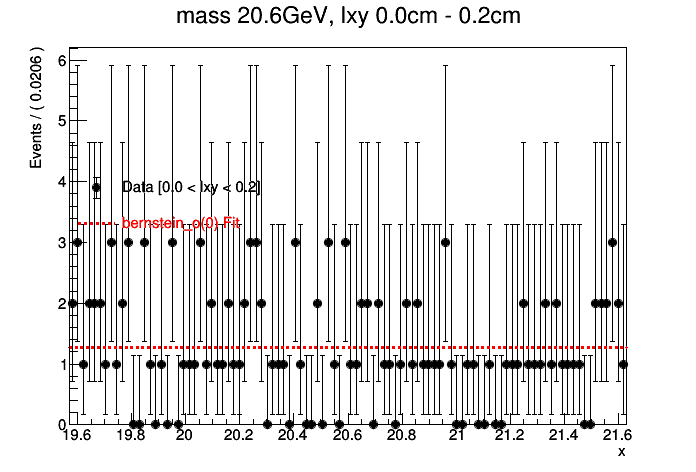 mass 20.6GeV, lxy 0.0cm - 0.2cm
Events / ( 0.0206 )
6
5
4
3
2
1
0
Data [0.0 < lxy < 0.2]
bernstein_o(0) Fit
19.6 19.8 20 20.2 20.4 20.6 20.8 21 21.2 21.4 21.6
x